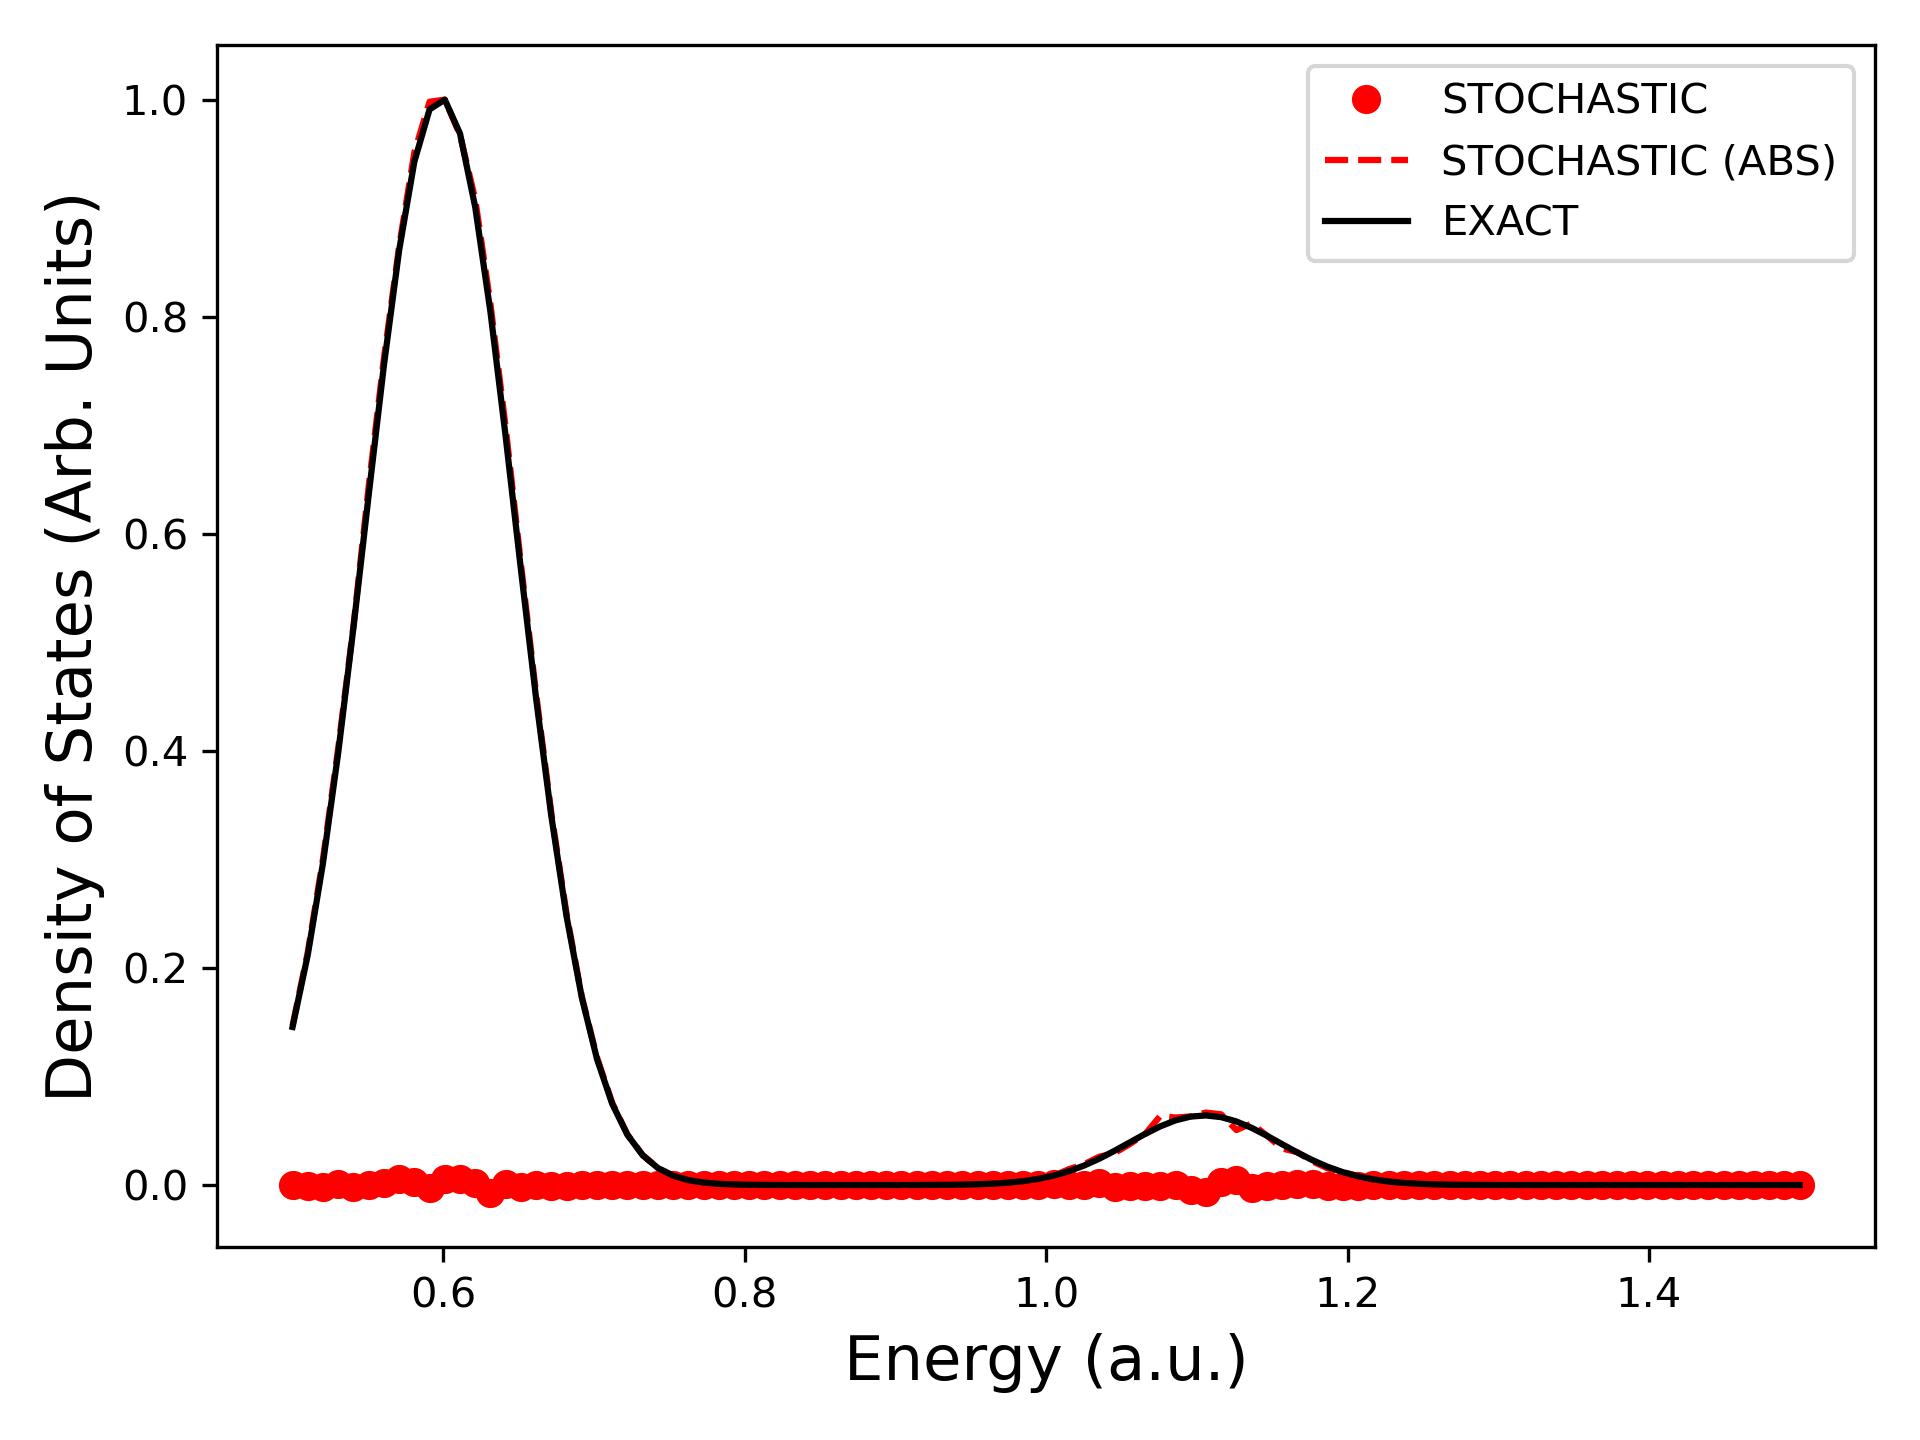 STOCHASTIC
STOCHASTIC (ABS)
EXACT
Density of States (Arb. Units)
1.0
0.8
0.6
0.4
0.2
0.0
0.6 0.8 1.0 1.2 1.4
Energy (a.u.)